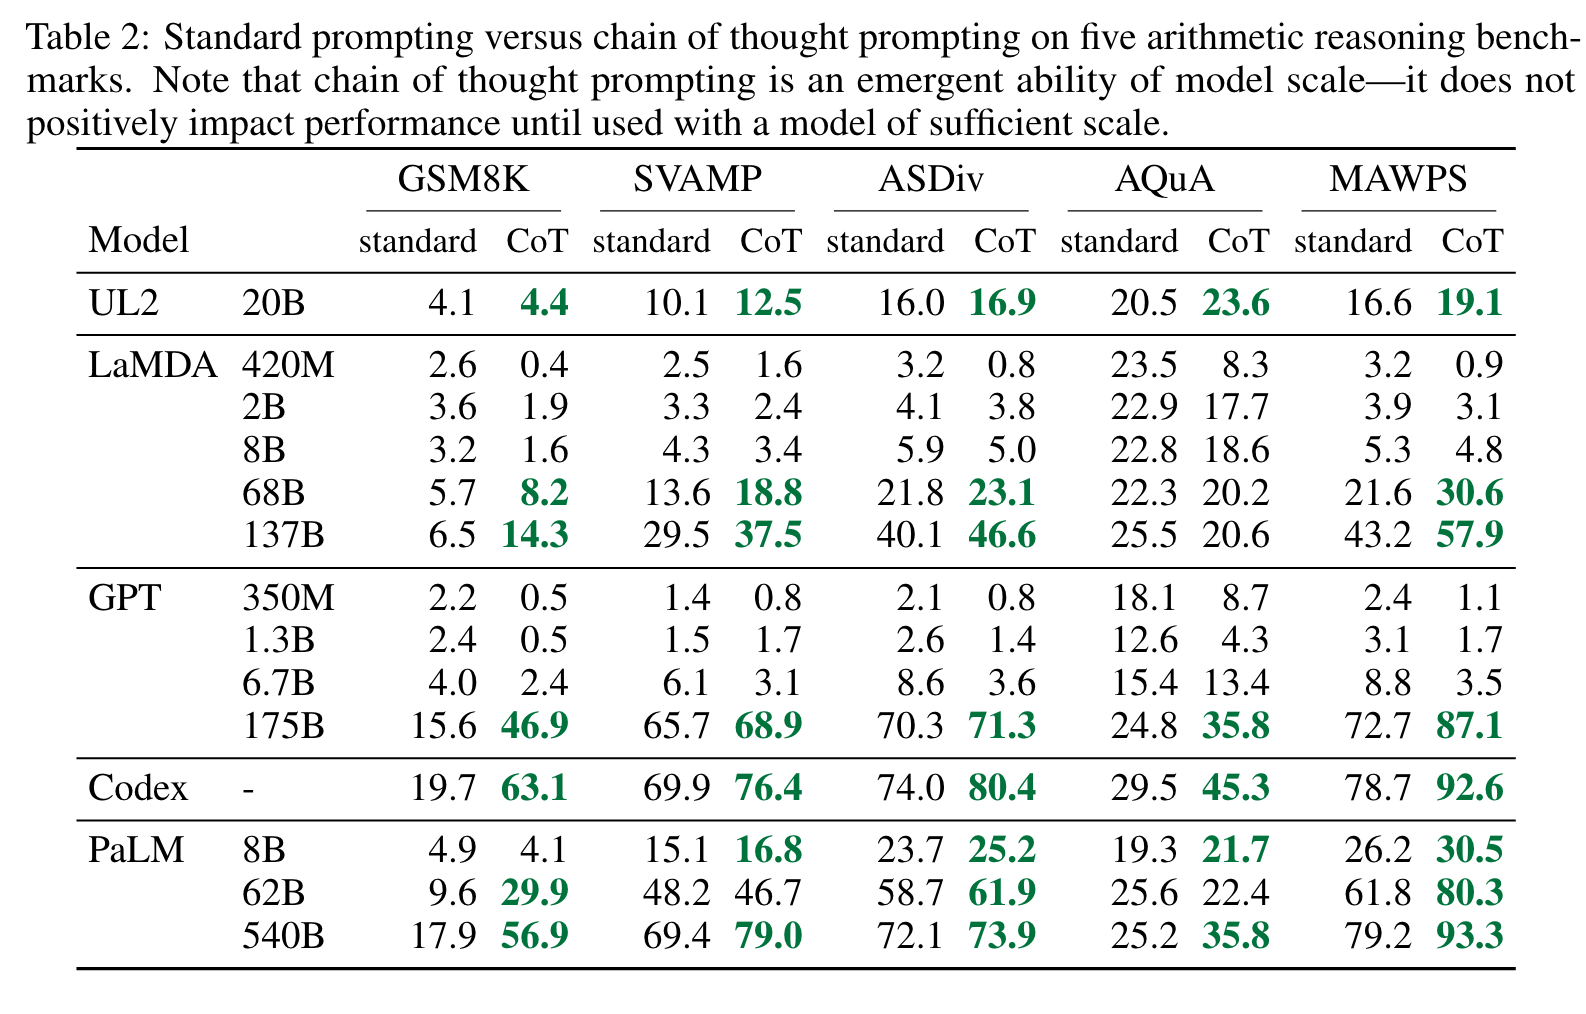 Table 2: Standard prompting versus chain of thought prompting on five arithmetic reasoning bench-
marks. Note that chain of thought prompting is an emergent ability of model scale—it does not
positively impact performance until used with a model of sufficient scale.
GSM8K SVAMP ASDiv AQuA MAWPS
Model standard CoT standard CoT standard CoT standard CoT standard CoT
UL2 20B 4.1 4.4 10.1 12.5 16.0 16.9 20.5 23.6 16.6 19.1
LaMDA 420M 2.6 0.4 2.5 1.6 3.2 0.8 23.5 8.3 3.2 0.9
2B 3.6 1.9 3.3 2.4 4.1 3.8 22.9 17.7 3.9 3.1
8B 3.2 1.6 4.3 3.4 5.9 5.0 22.8 18.6 5.3 4.8
68B 5.7 8.2 13.6 18.8 21.8 23.1 22.3 20.2 21.6 30.6
137B 6.5 14.3 29.5 37.5 40.1 46.6 25.5 20.6 43.2 57.9
GPT 350M 2.2 0.5 1.4 0.8 2.1 0.8 18.1 8.7 2.4 1.1
1.3B 2.4 0.5 1.5 1.7 2.6 1.4 12.6 4.3 3.1 1.7
6.7B 4.0 2.4 6.1 3.1 8.6 3.6 15.4 13.4 8.8 3.5
175B 15.6 46.9 65.7 68.9 70.3 71.3 24.8 35.8 72.7 87.1
Codex - 19.7 63.1 69.9 76.4 74.0 80.4 29.5 45.3 78.7 92.6
PaLM 8B 4.9 4.1 15.1 16.8 23.7 25.2 19.3 21.7 26.2 30.5
62B 9.6 29.9 48.2 46.7 58.7 61.9 25.6 22.4 61.8 80.3
540B 17.9 56.9 69.4 79.0 72.1 73.9 25.2 35.8 79.2 93.3